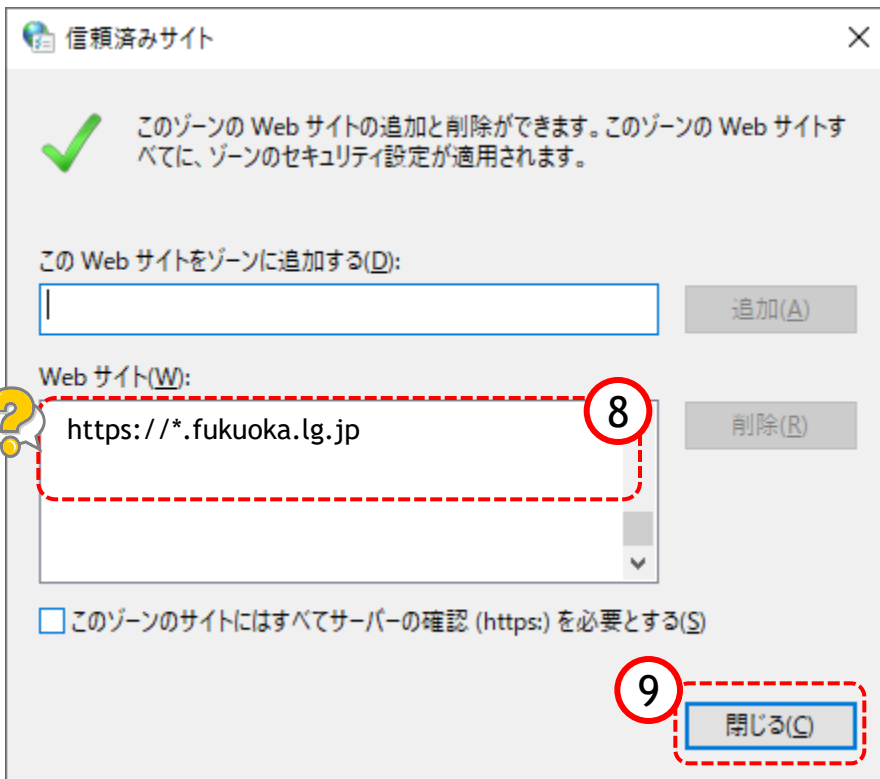 信頼済みサイト
このゾーンの Web サイトの追加と削除ができます。このゾーンの Web サイトす
べてに、ゾーンのセキュリティ設定が適用されます。
この Web サイトをゾーンに追加する(D):
追加(A)
Web サイト(W):
8
?
https://*.fukuoka.lg.jp
削除(R)
このゾーンのサイトにはすべてサーバーの確認 (https:) を必要とする(S)
9
閉じる(C)